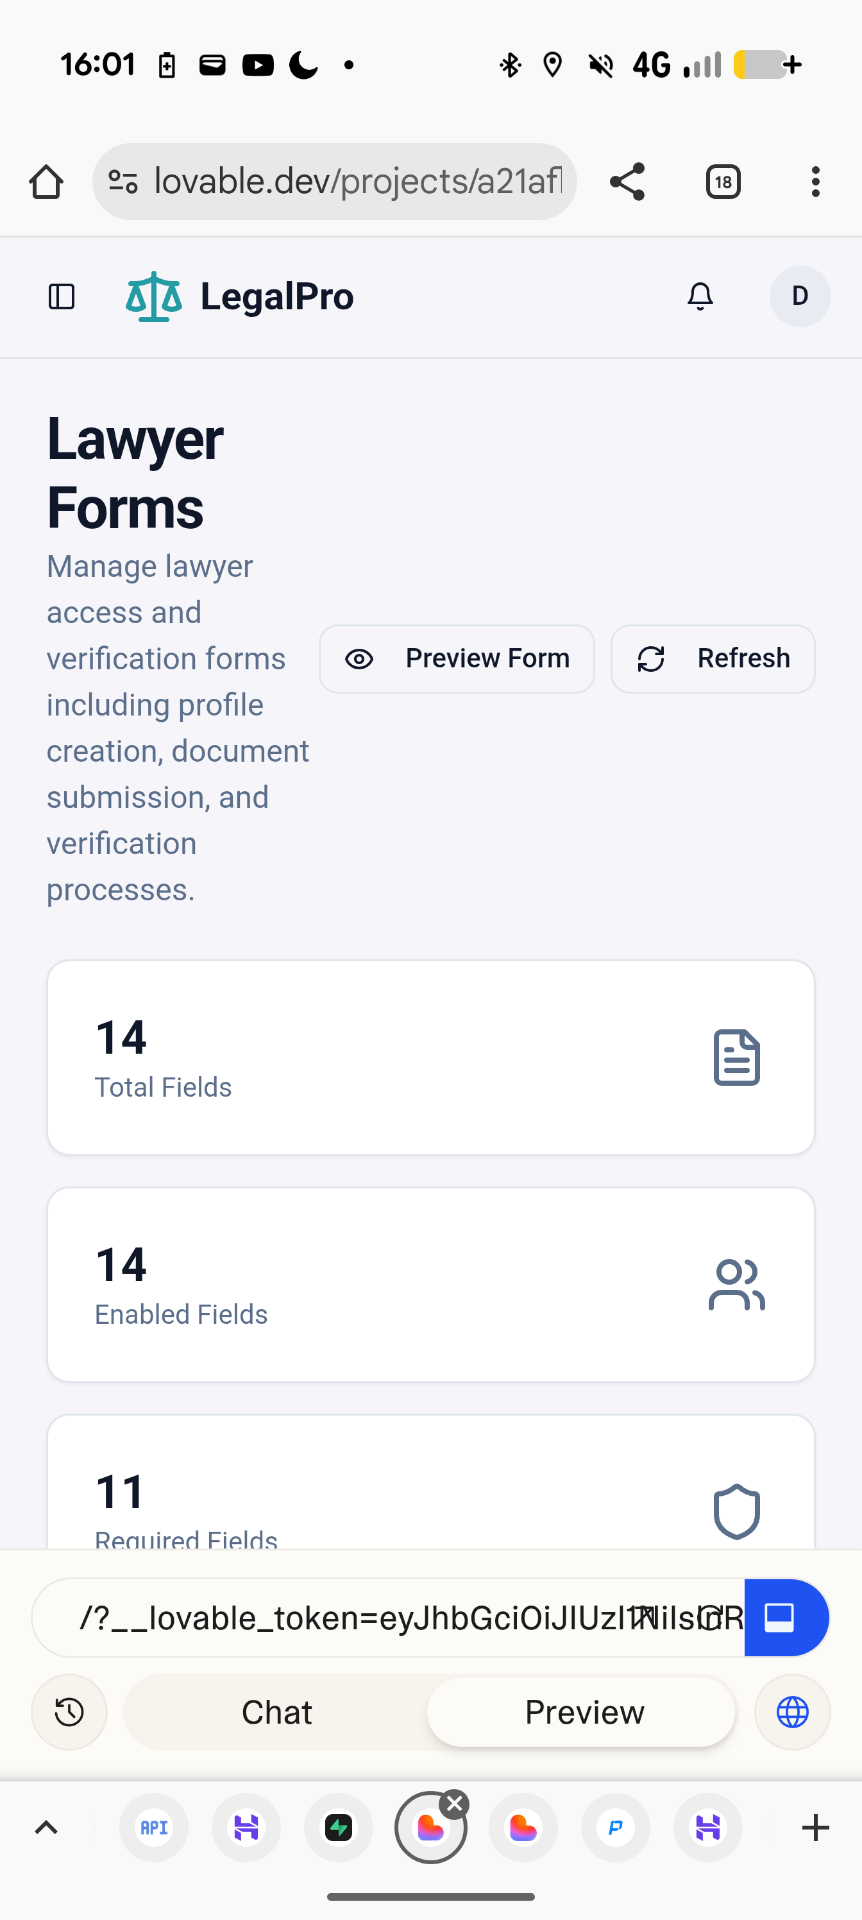 16:01
4G
lovable.dev/projects/a21af
18
LegalPro
D
Lawyer
Forms
Manage lawyer
access and
verification forms
including profile
creation, document
submission, and
verification
processes.
Preview Form
Refresh
14
Total Fields
14
Enabled Fields
11
Required Fields
/?__lovable_token=eyJhbGciOiJIUzI1NiIsInR
Chat
Preview
API